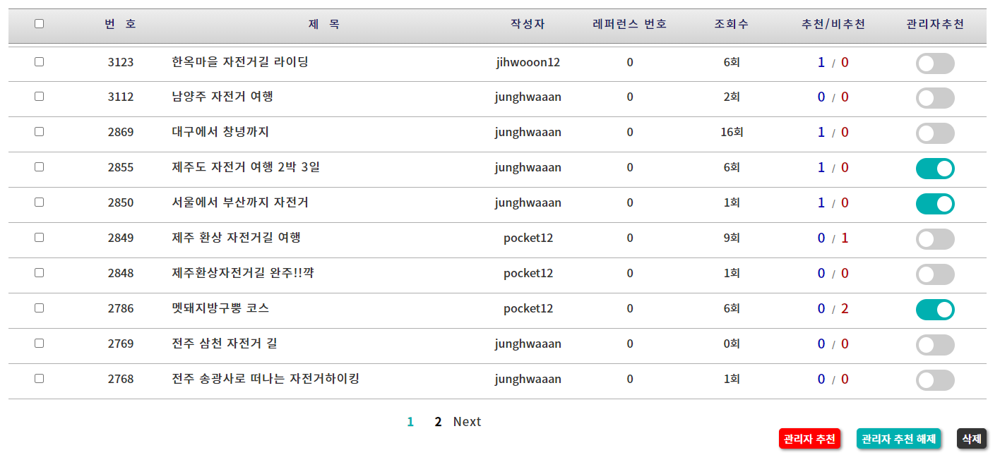 번 호 제 목 작성자 레퍼런스 번호 조회수 추천/비추천 관리자추천
3123 한옥마을 자전거길 라이딩 jihwooon12 0 6회 1 / 0
3112 남양주 자전거 여행 junghwaaan 0 2회 0 / 0
2869 대구에서 창녕까지 junghwaaan 0 16회 1 / 0
2855 제주도 자전거 여행 2박 3일 junghwaaan 0 6회 1 / 0
2850 서울에서 부산까지 자전거 junghwaaan 0 1회 1 / 0
2849 제주 환상 자전거길 여행 pocket12 0 9회 0 / 1
2848 제주환상자전거길 완주!!꺅 pocket12 0 1회 0 / 0
2786 멧돼지방구뿡 코스 pocket12 0 6회 0 / 2
2769 전주 삼천 자전거 길 junghwaaan 0 0회 0 / 0
2768 전주 송광사로 떠나는 자전거하이킹 junghwaaan 0 1회 0 / 0
1 2 Next
관리자 추천 관리자 추천 해제 삭제